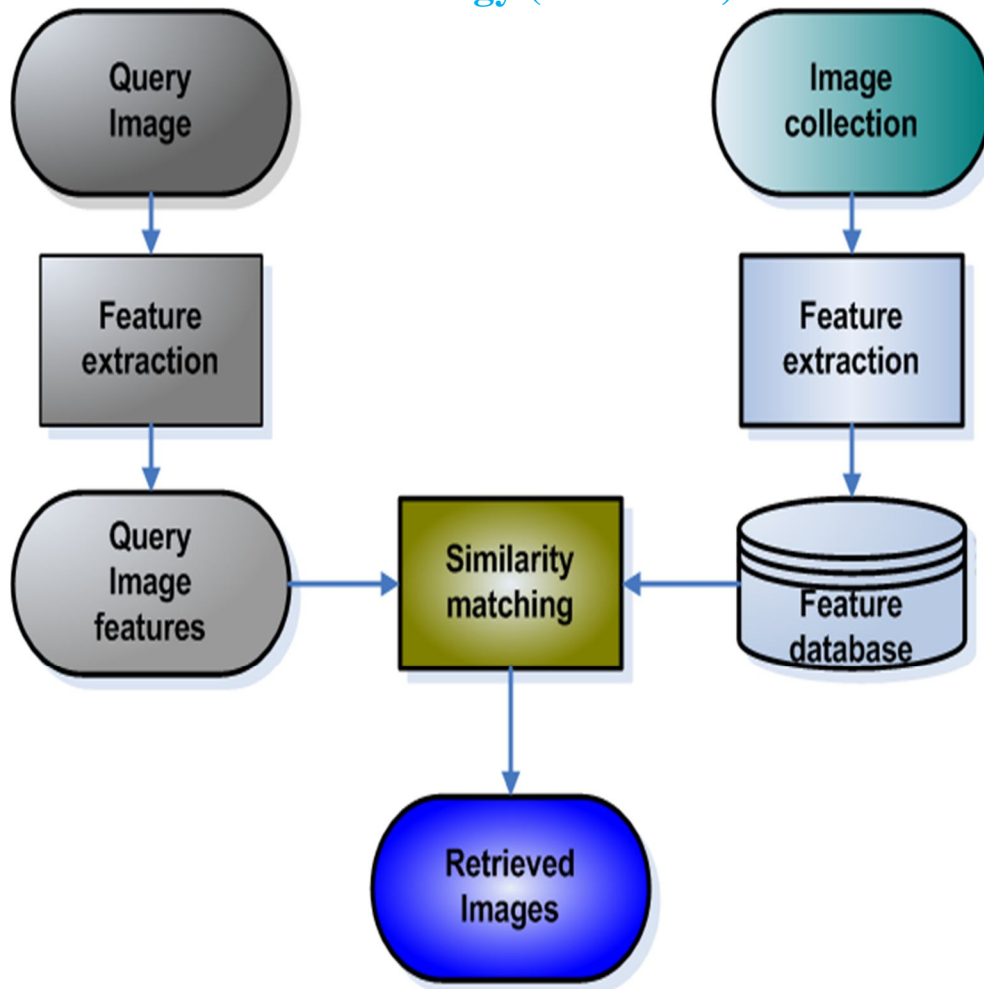 Query
Image
Image
collection
Feature
extraction
Feature
extraction
Query
Image
features
Similarity
matching
Feature
database
Retrieved
Images